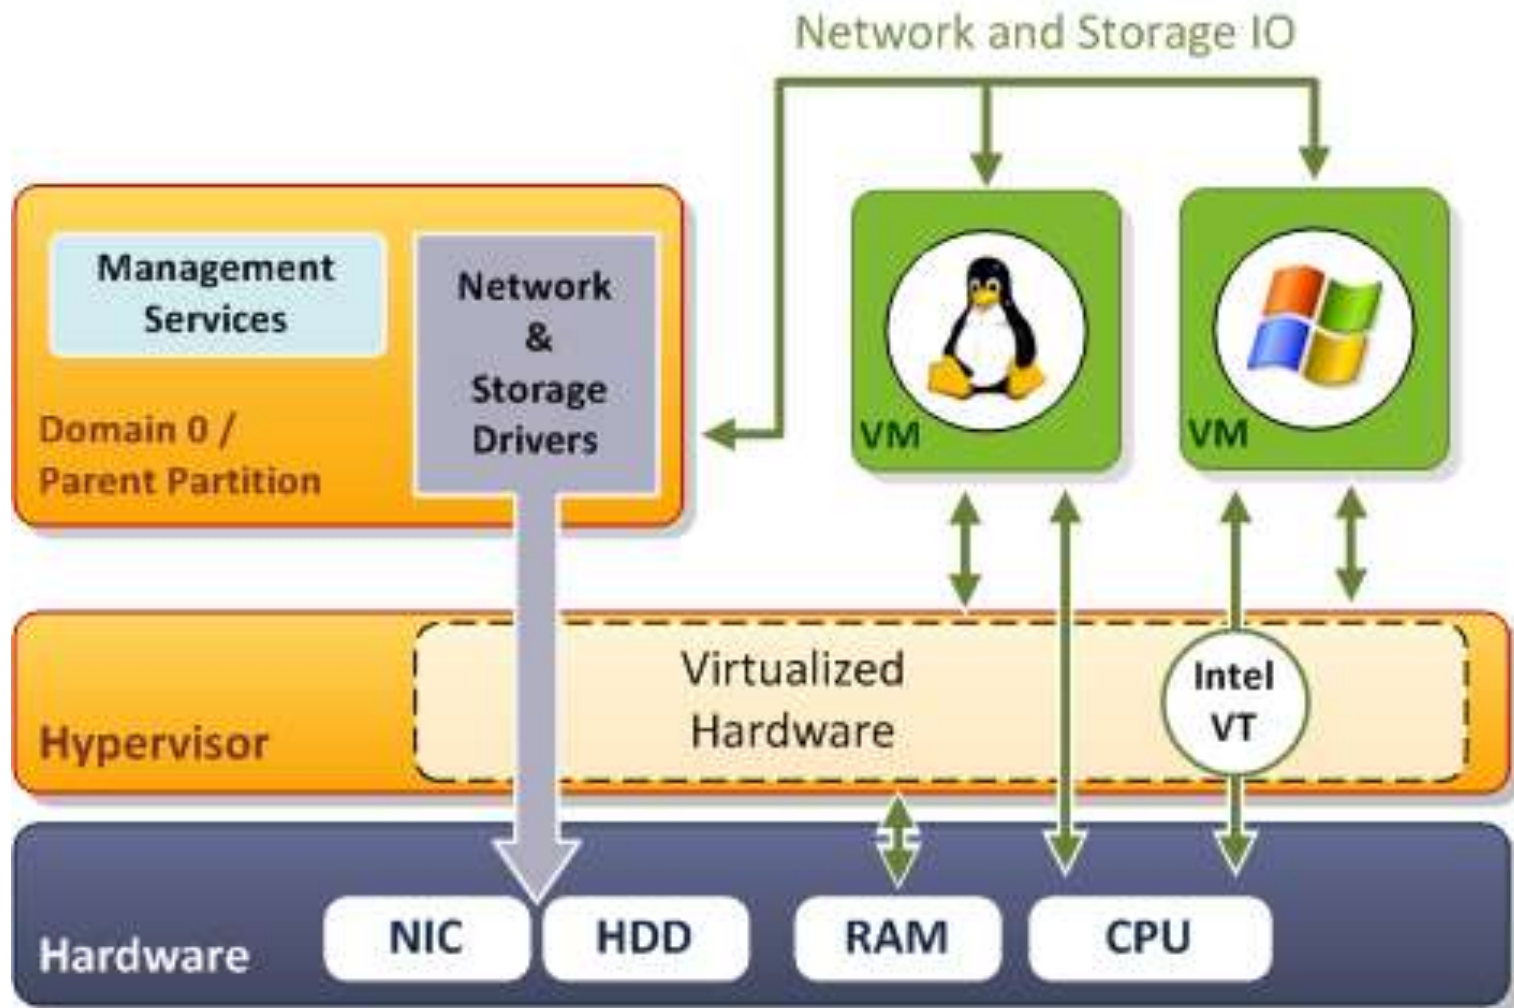 Network and Storage IO
Management
Services
Network
&
Storage
Drivers
Domain 0 /
Parent Partition
VM
VM
Virtualized
Hardware
Intel
VT
Hypervisor
NIC
HDD
RAM
CPU
Hardware